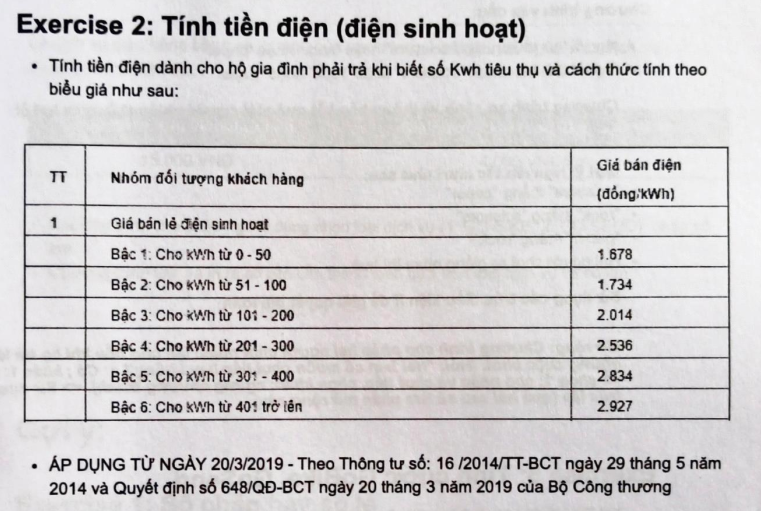 Exercise 2: Tính tiền điện (điện sinh hoạt)
• Tính tiền điện dành cho hộ gia đình phải trả khi biết số Kwh tiêu thụ và cách thức tính theo
biểu giá như sau:
TT Nhóm đối tượng khách hàng Giá bán điện
(đồng/kWh)
1 Giá bán lẻ điện sinh hoạt
Bậc 1: Cho kWh từ 0 - 50 1.678
Bậc 2: Cho kWh từ 51 - 100 1.734
Bậc 3: Cho kWh từ 101 - 200 2.014
Bậc 4: Cho kWh từ 201 - 300 2.536
Bậc 5: Cho kWh từ 301 - 400 2.834
Bậc 6: Cho kWh từ 401 trở lên 2.927
• ÁP DỤNG TỪ NGÀY 20/3/2019 - Theo Thông tư số: 16 /2014/TT-BCT ngày 29 tháng 5 năm
2014 và Quyết định số 648/QĐ-BCT ngày 20 tháng 3 năm 2019 của Bộ Công thương